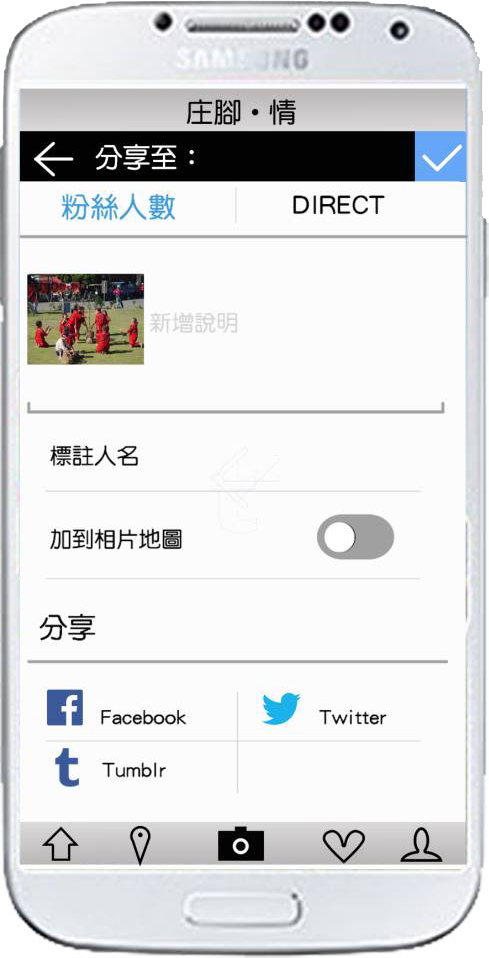 SAMSUNG
庄腳·情
分享至：
粉絲人數 DIRECT
新增說明
標註人名
加到相片地圖
分享
Facebook Twitter
Tumblr